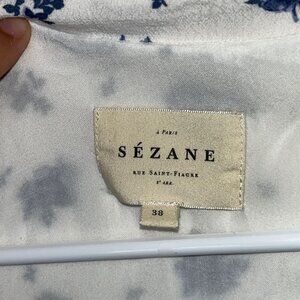 à Paris
SÉZANE
Rue Saint-Fiacre
2e arr.
38